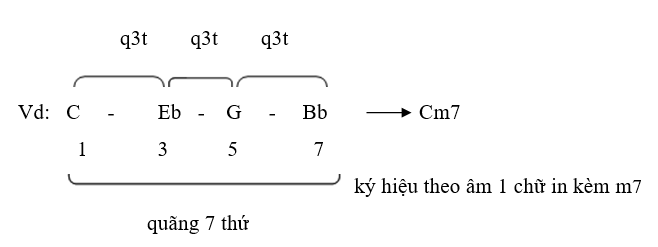 q3t q3t q3t
Vd: C - Eb - G - Bb Cm7
1 3 5 7
ký hiệu theo âm 1 chữ in kèm m7
quãng 7 thứ